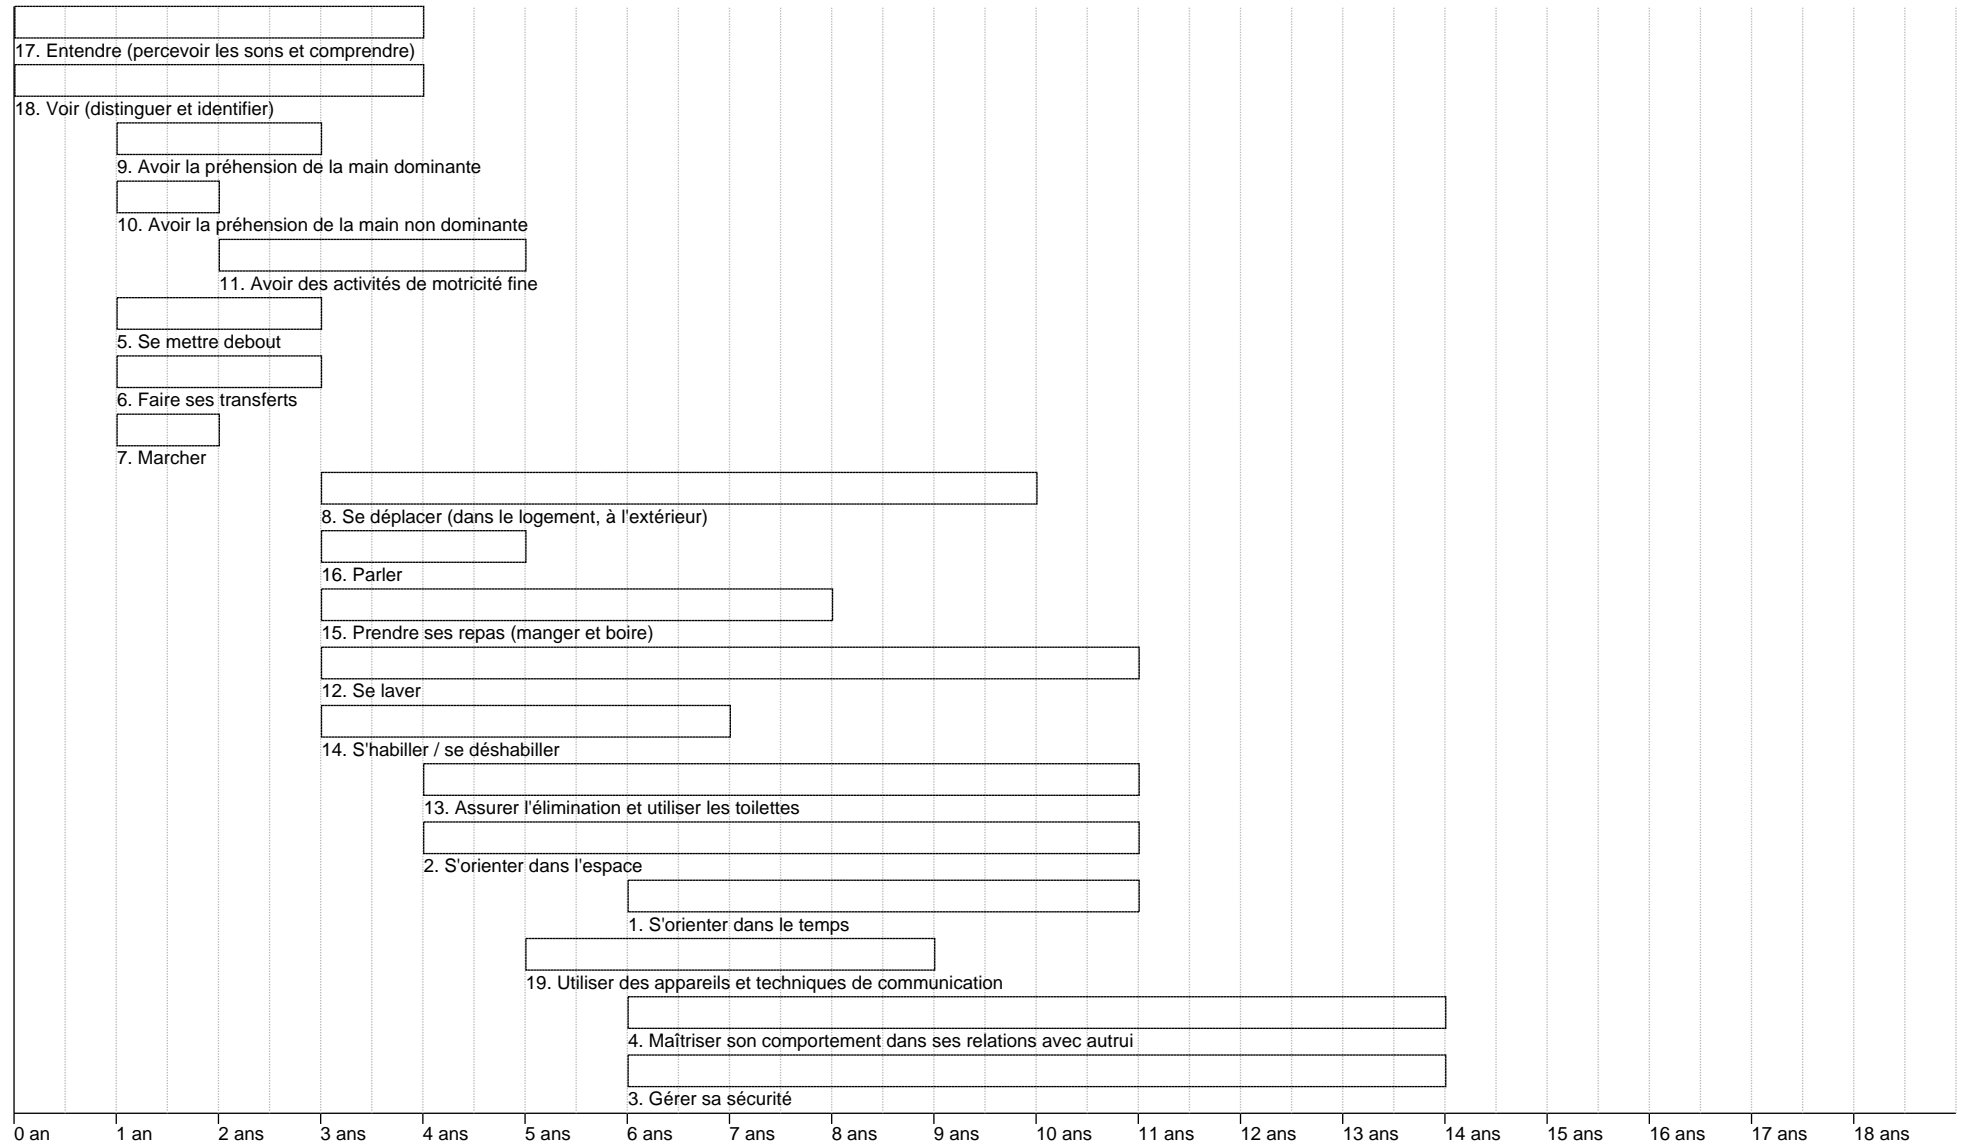 17. Entendre (percevoir les sons et comprendre)
18. Voir (distinguer et identifier)
9. Avoir la préhension de la main dominante
10. Avoir la préhension de la main non dominante
11. Avoir des activités de motricité fine
5. Se mettre debout
6. Faire ses transferts
7. Marcher
8. Se déplacer (dans le logement, à l'extérieur)
16. Parler
15. Prendre ses repas (manger et boire)
12. Se laver
14. S'habiller / se déshabiller
13. Assurer l'élimination et utiliser les toilettes
2. S'orienter dans l'espace
1. S'orienter dans le temps
19. Utiliser des appareils et techniques de communication
4. Maîtriser son comportement dans ses relations avec autrui
3. Gérer sa sécurité
0 an 1 an 2 ans 3 ans 4 ans 5 ans 6 ans 7 ans 8 ans 9 ans 10 ans 11 ans 12 ans 13 ans 14 ans 15 ans 16 ans 17 ans 18 ans